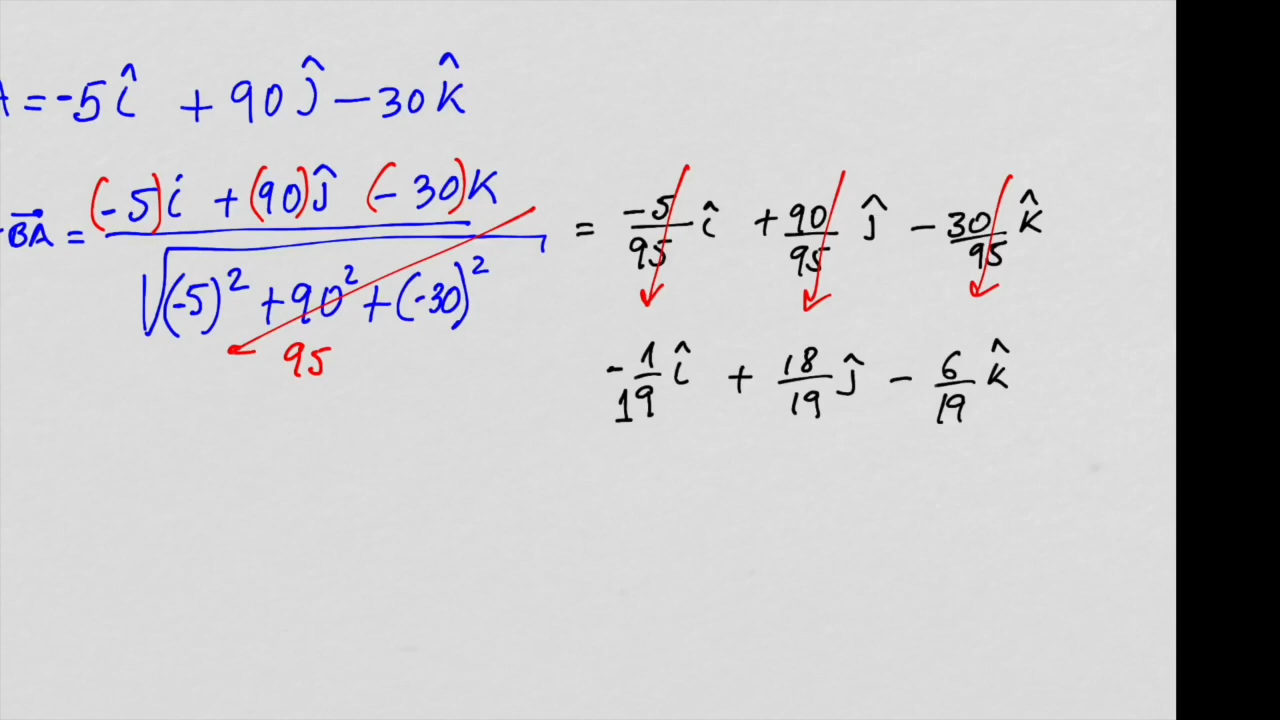 A = -5î + 90ĵ - 30k̂
BA = (-5)i + (90)ĵ (-30)k / √(-5)² + 90² + (-30)² = -5/95 î + 90/95 ĵ - 30/95 k̂
95
-1/19 î + 18/19 ĵ - 6/19 k̂